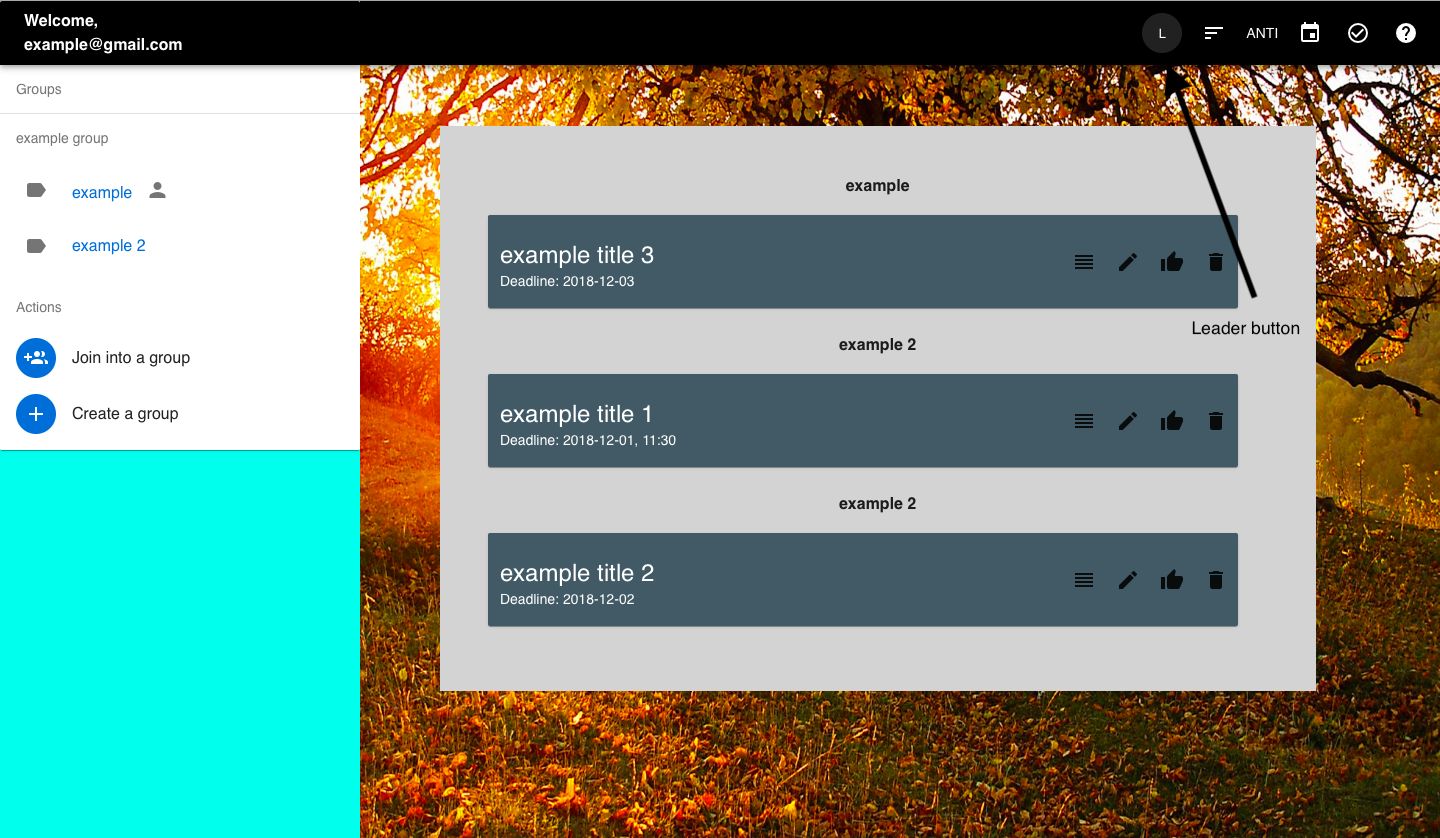 Welcome,
example@gmail.com
L
ANTI
Groups
example group
example
example 2
Actions
Join into a group
Create a group
example
example title 3
Deadline: 2018-12-03
Leader button
example 2
example title 1
Deadline: 2018-12-01, 11:30
example 2
example title 2
Deadline: 2018-12-02